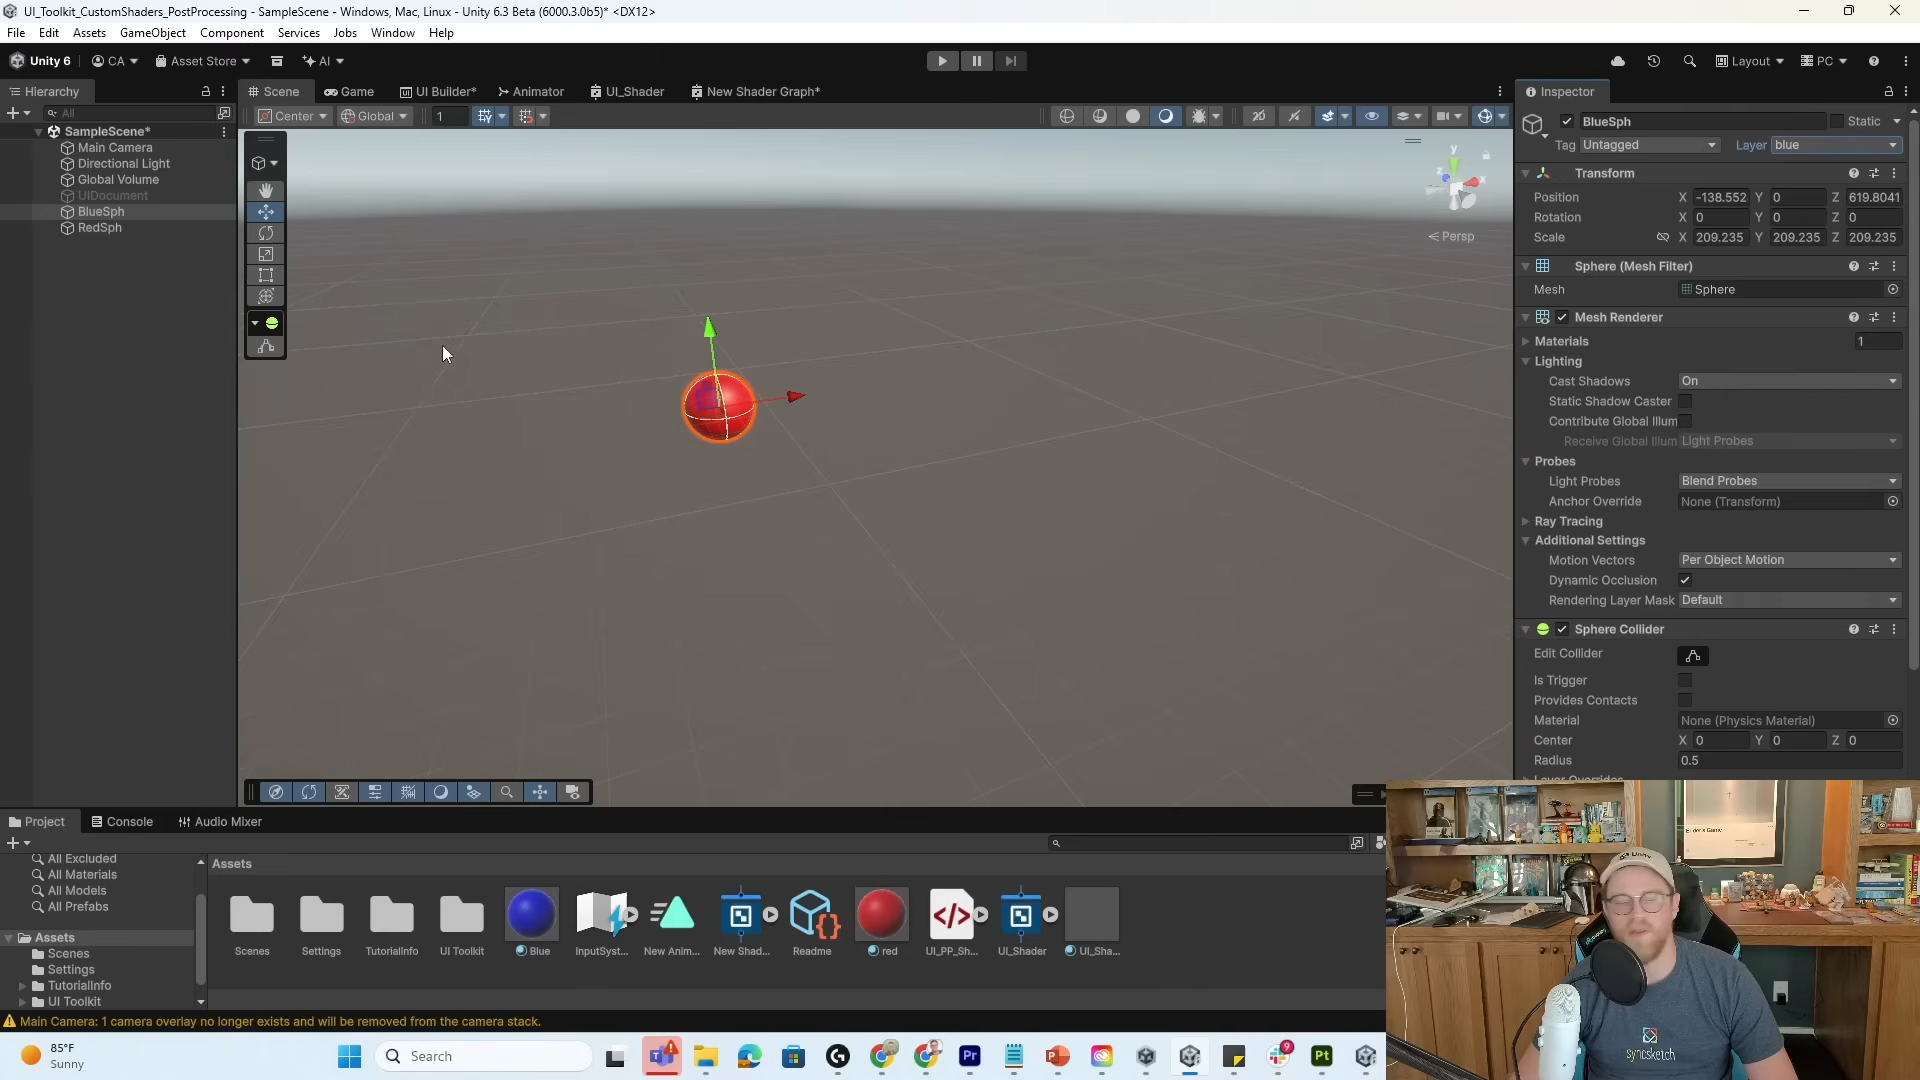 UI_Toolkit_CustomShaders_PostProcessing - SampleScene - Windows, Mac, Linux - Unity 6.3 Beta (6000.3.0b5)* <DX12>
File Edit Assets GameObject Component Services Jobs Window Help
Unity 6 CA Asset Store AI Layout PC
Hierarchy Scene Game UI Builder* Animator UI_Shader New Shader Graph* Inspector
All Center Global 1 2D
SampleScene*
Main Camera
Directional Light
Global Volume
UIDocument
BlueSph
RedSph
y
x
z
Persp
BlueSph Static
Tag Untagged Layer blue
Transform
Position X -138.552 Y 0 Z 619.8041
Rotation X 0 Y 0 Z 0
Scale X 209.235 Y 209.235 Z 209.235
Sphere (Mesh Filter)
Mesh Sphere
Mesh Renderer
Materials 1
Lighting
Cast Shadows On
Static Shadow Caster
Contribute Global Illum
Receive Global Illum Light Probes
Probes
Light Probes Blend Probes
Anchor Override None (Transform)
Ray Tracing
Additional Settings
Motion Vectors Per Object Motion
Dynamic Occlusion
Rendering Layer Mask Default
Sphere Collider
Edit Collider
Is Trigger
Provides Contacts
Material None (Physics Material)
Center X 0 Y 0 Z 0
Radius 0.5
Layer Overrides
Project Console Audio Mixer
All Excluded
All Materials
All Models
All Prefabs
Assets
Scenes
Settings
TutorialInfo
UI Toolkit
Assets
Scenes Settings TutorialInfo UI Toolkit Blue InputSyst... New Anim... New Shad... Readme red UI_PP_Sh... UI_Shader UI_Sha...
Main Camera: 1 camera overlay no longer exists and will be removed from the camera stack.
85°F
Sunny
Search
Pr
Pt
9
Ender's Game
syncsketch